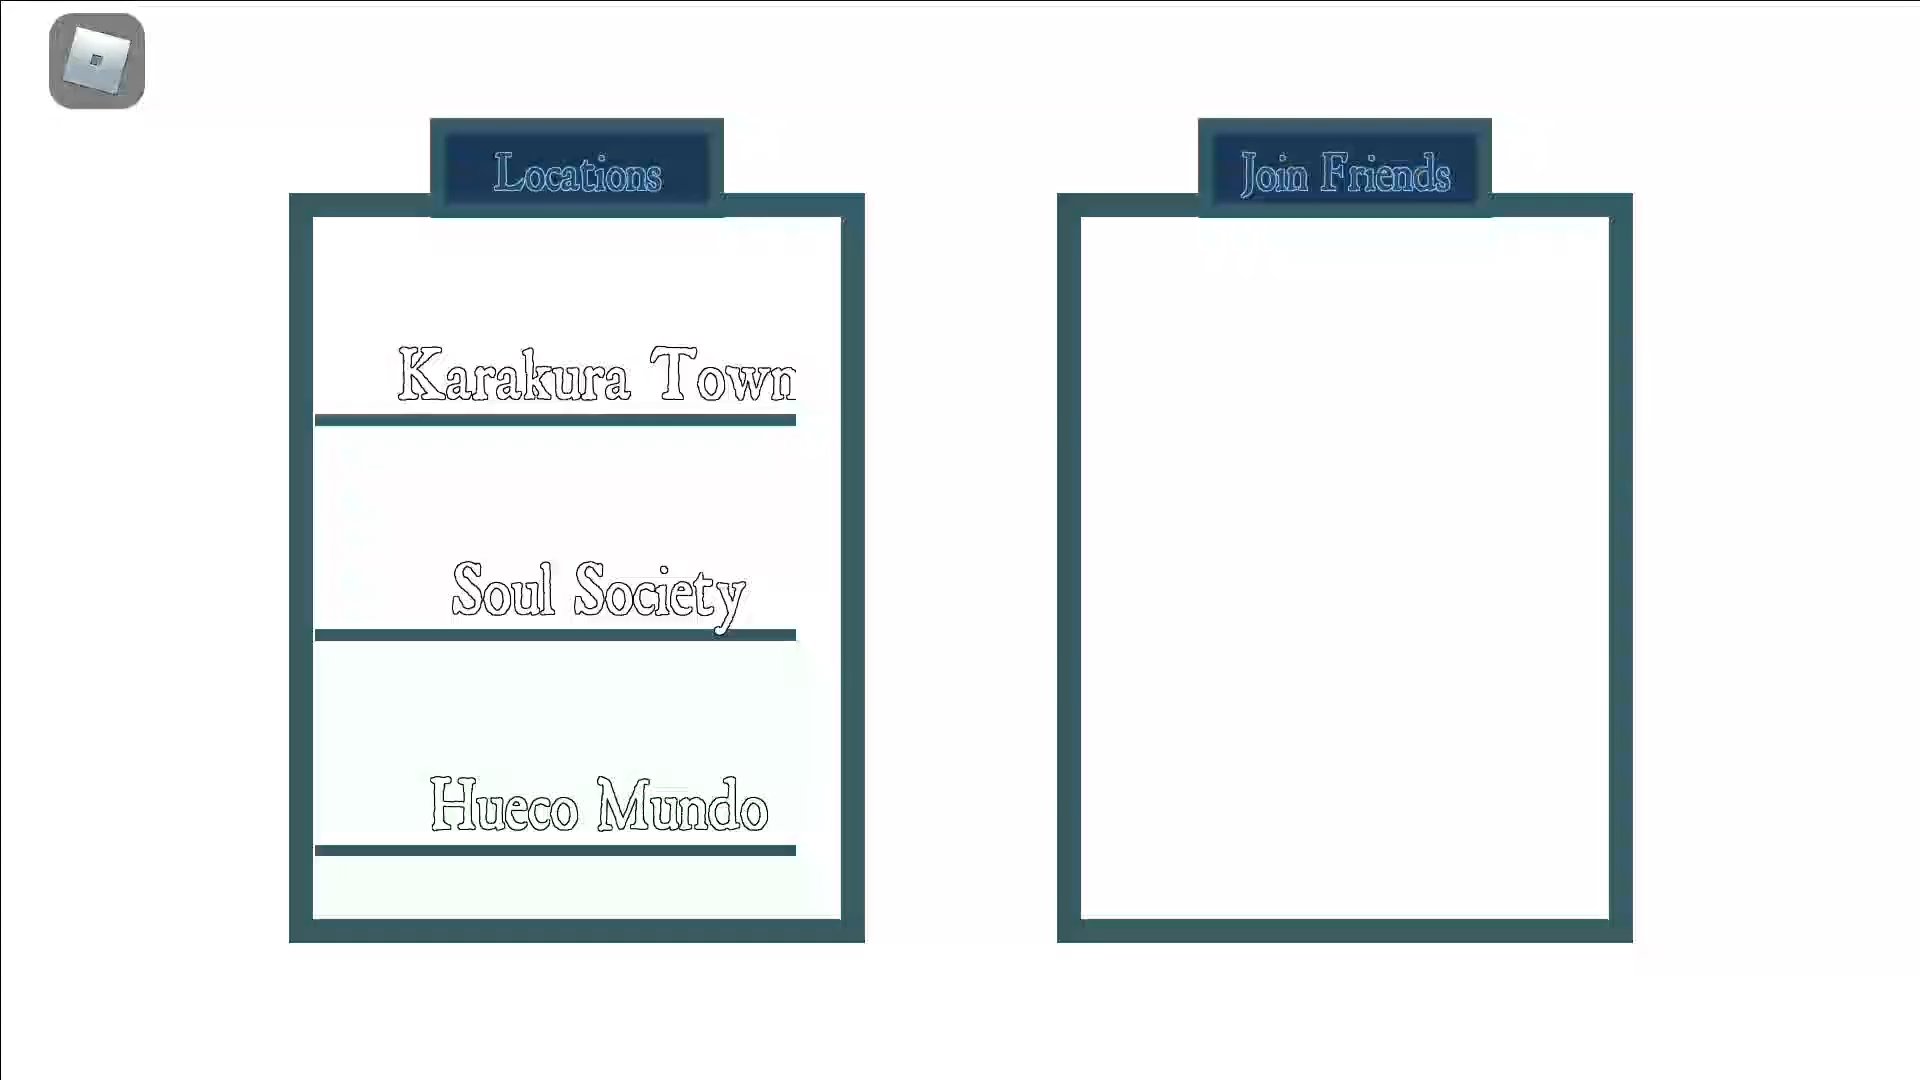 Locations
Karakura Town
Soul Society
Hueco Mundo
Join Friends